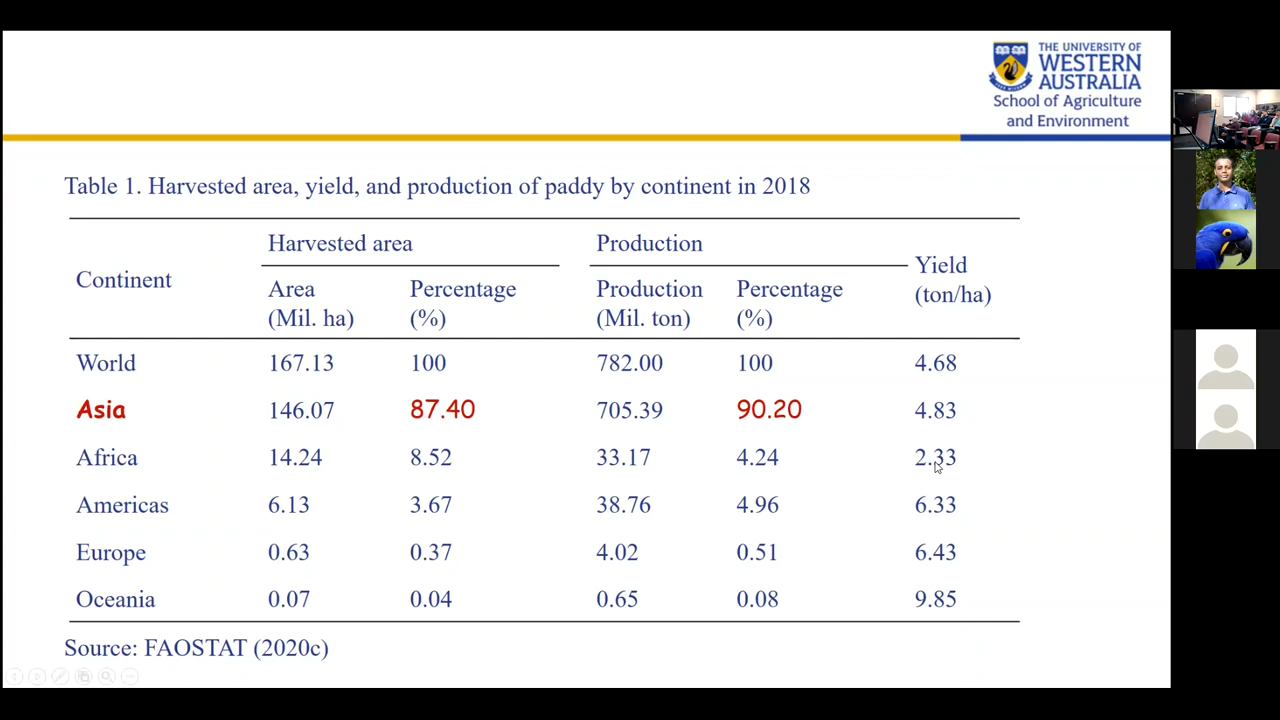 THE UNIVERSITY OF
WESTERN
AUSTRALIA
School of Agriculture
and Environment
Table 1. Harvested area, yield, and production of paddy by continent in 2018
Continent Harvested area Production Yield (ton/ha)
Area (Mil. ha) Percentage (%) Production (Mil. ton) Percentage (%)
World 167.13 100 782.00 100 4.68
Asia 146.07 87.40 705.39 90.20 4.83
Africa 14.24 8.52 33.17 4.24 2.33
Americas 6.13 3.67 38.76 4.96 6.33
Europe 0.63 0.37 4.02 0.51 6.43
Oceania 0.07 0.04 0.65 0.08 9.85
Source: FAOSTAT (2020c)